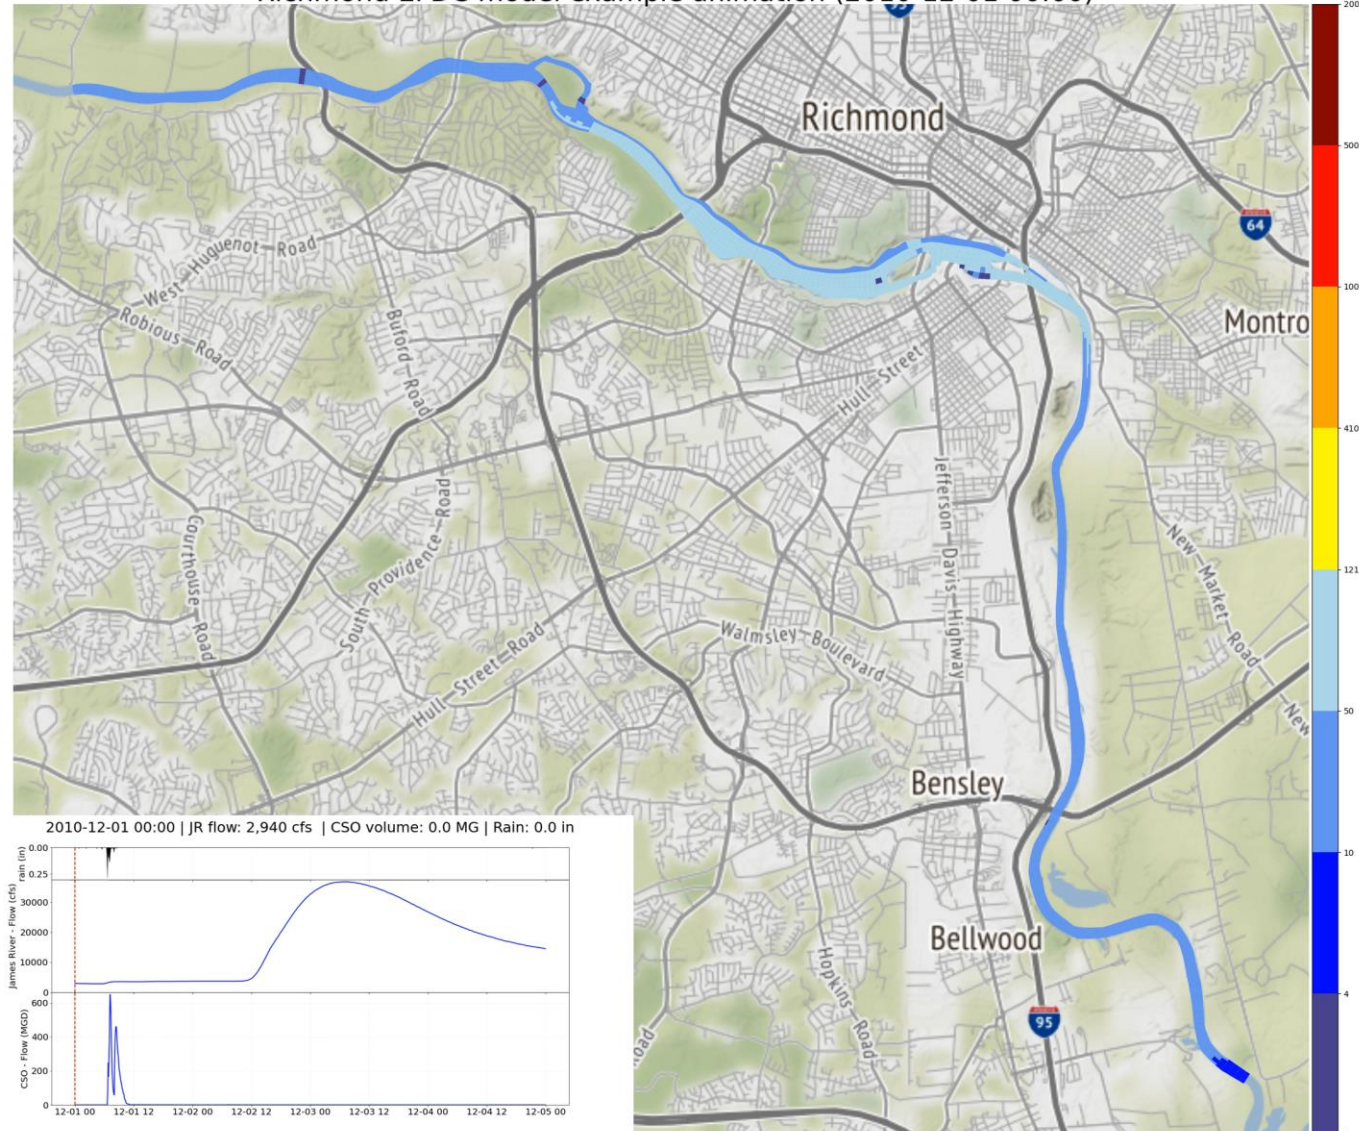 95
Richmond
64
Montro
West Huguenot Road
Robious Road
Buford Road
Hull Street
Jefferson Davis Highway
New Market Road
Courthouse Road
South Providence Road
Walmsley Boulevard
Hull Street Road
New
Bensley
Bellwood
Hopkins Road
Road
95
200
500
100
410
121
50
10
4
2010-12-01 00:00 | JR flow: 2,940 cfs | CSO volume: 0.0 MG | Rain: 0.0 in
rain (in)
0.00
0.25
James River - Flow (cfs)
30000
20000
10000
0
CSO - Flow (MGD)
600
400
200
0
12-01 00 12-01 12 12-02 00 12-02 12 12-03 00 12-03 12 12-04 00 12-04 12 12-05 00